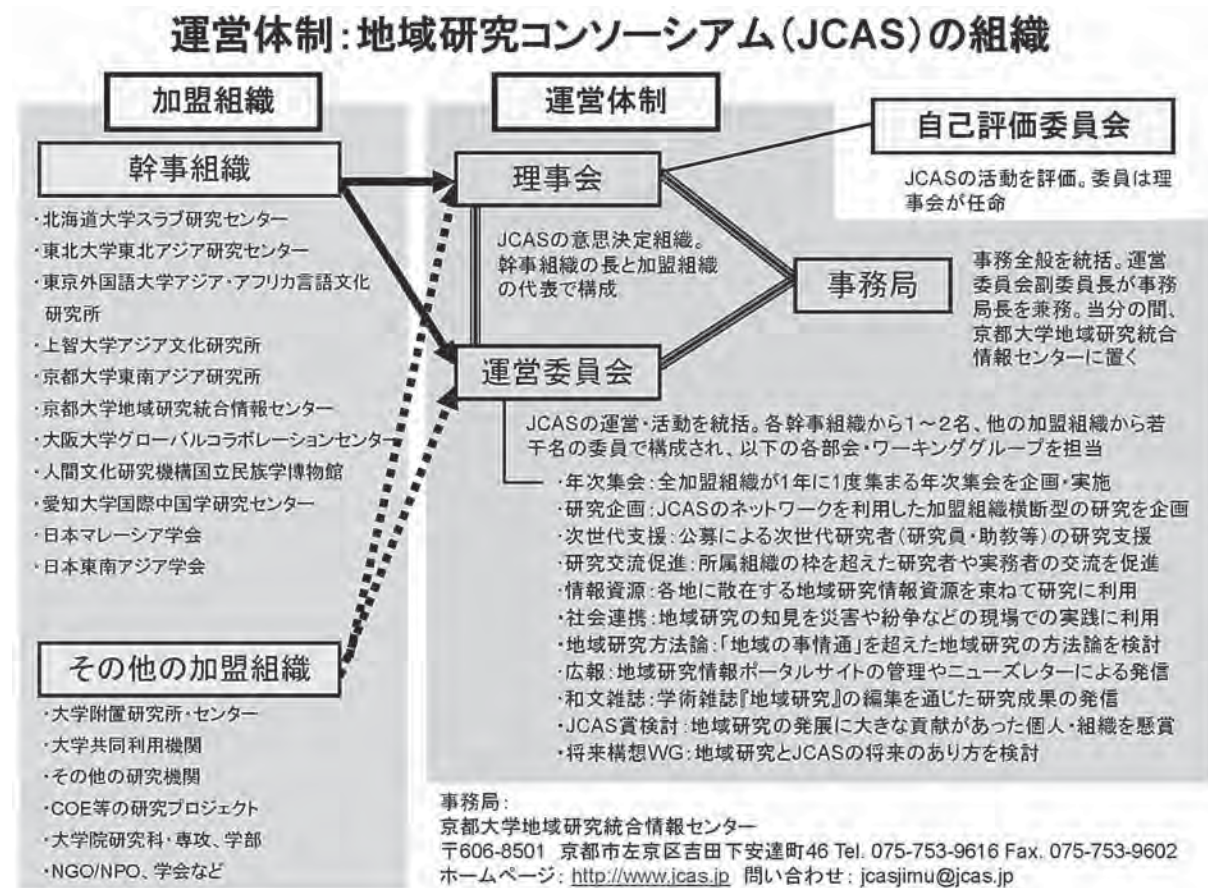 運営体制:地域研究コンソーシアム(JCAS)の組織
加盟組織
幹事組織
・北海道大学スラブ研究センター
・東北大学東北アジア研究センター
・東京外国語大学アジア・アフリカ言語文化
研究所
・上智大学アジア文化研究所
・京都大学東南アジア研究所
・京都大学地域研究統合情報センター
・大阪大学グローバルコラボレーションセンター
・人間文化研究機構国立民族学博物館
・愛知大学国際中国学研究センター
・日本マレーシア学会
・日本東南アジア学会
その他の加盟組織
・大学附置研究所・センター
・大学共同利用機関
・その他の研究機関
・COE等の研究プロジェクト
・大学院研究科・専攻、学部
・NGO/NPO、学会など
運営体制
理事会
JCASの意思決定組織。
幹事組織の長と加盟組織
の代表で構成
自己評価委員会
JCASの活動を評価。委員は理
事会が任命
事務局
事務全般を統括。運営
委員会副委員長が事務
局長を兼務。当分の間、
京都大学地域研究統合
情報センターに置く
運営委員会
JCASの運営・活動を統括。各幹事組織から1~2名、他の加盟組織から若
干名の委員で構成され、以下の各部会・ワーキンググループを担当
・年次集会:全加盟組織が1年に1度集まる年次集会を企画・実施
・研究企画:JCASのネットワークを利用した加盟組織横断型の研究を企画
・次世代支援:公募による次世代研究者(研究員・助教等)の研究支援
・研究交流促進:所属組織の枠を超えた研究者や実務者の交流を促進
・情報資源:各地に散在する地域研究情報資源を束ねて研究に利用
・社会連携:地域研究の知見を災害や紛争などの現場での実践に利用
・地域研究方法論:「地域の事情通」を超えた地域研究の方法論を検討
・広報:地域研究情報ポータルサイトの管理やニューズレターによる発信
・和文雑誌:学術雑誌『地域研究』の編集を通じた研究成果の発信
・JCAS賞検討:地域研究の発展に大きな貢献があった個人・組織を懸賞
・将来構想WG:地域研究とJCASの将来のあり方を検討
事務局:
京都大学地域研究統合情報センター
〒606-8501 京都市左京区吉田下安達町46 Tel. 075-753-9616 Fax. 075-753-9602
ホームページ: http://www.jcas.jp 問い合わせ: jcasjimu@jcas.jp